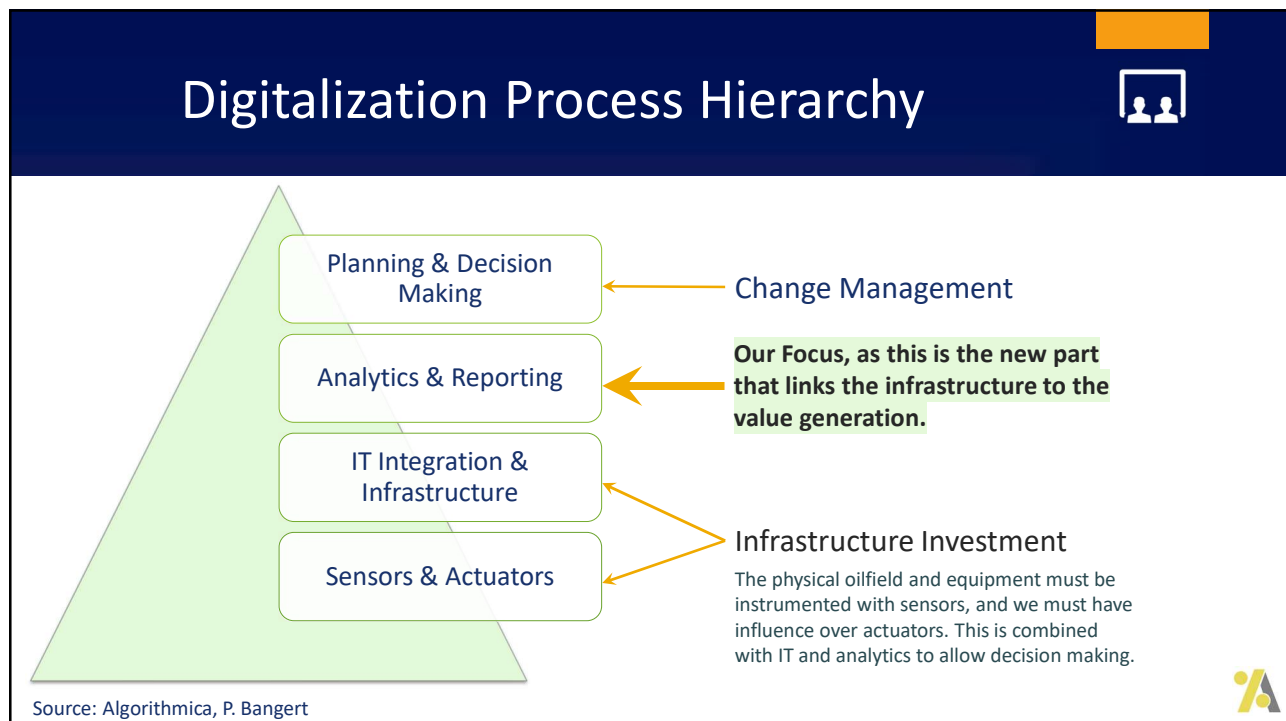 Digitalization Process Hierarchy
Planning & Decision
Making
Change Management
Analytics & Reporting
Our Focus, as this is the new part
that links the infrastructure to the
value generation.
IT Integration &
Infrastructure
Sensors & Actuators
Infrastructure Investment
The physical oilfield and equipment must be
instrumented with sensors, and we must have
influence over actuators. This is combined
with IT and analytics to allow decision making.
Source: Algorithmica, P. Bangert